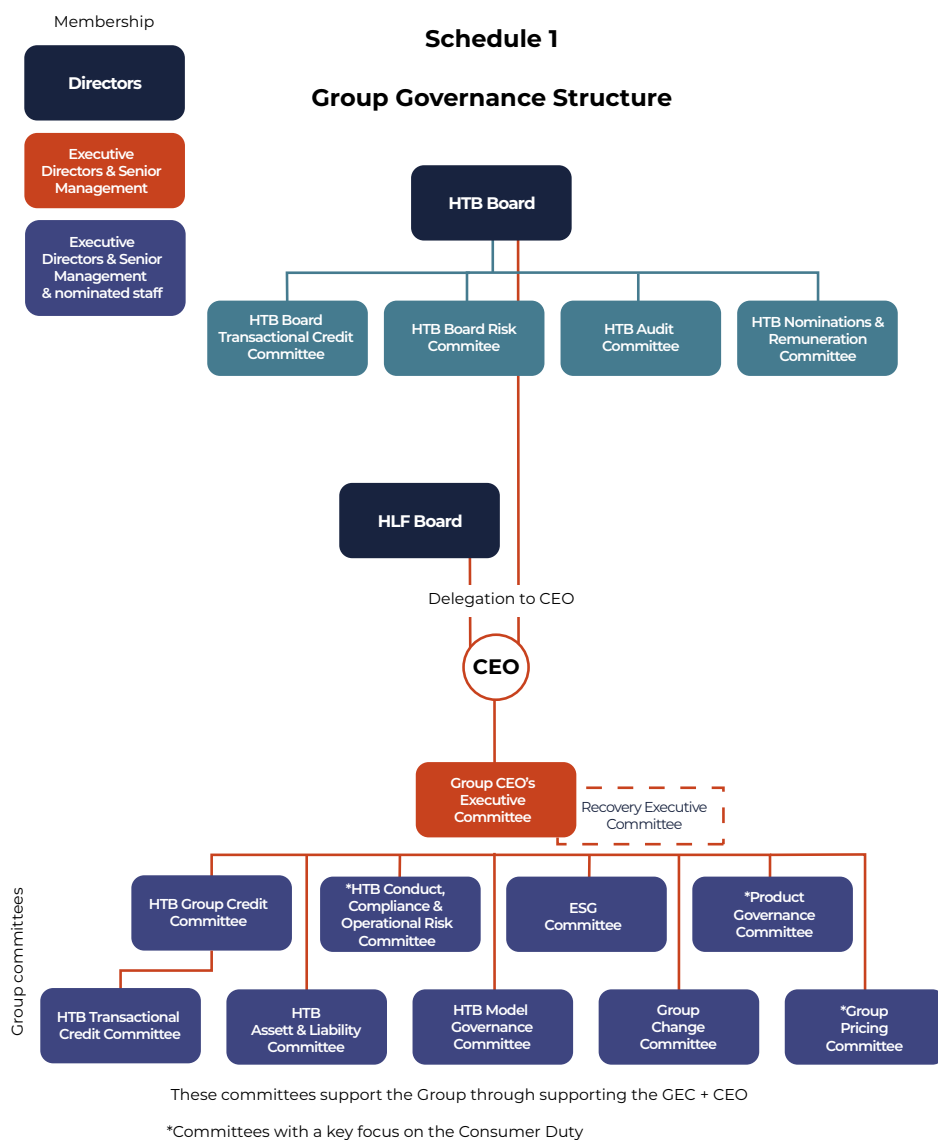 Membership
Directors
Executive
Directors & Senior
Management
Executive
Directors & Senior
Management
& nominated staff
Schedule 1
Group Governance Structure
HTB Board
HTB Board
Transactional Credit
Committee
HTB Board Risk
Commitee
HTB Audit
Committee
HTB Nominations &
Remuneration
Committee
HLF Board
Delegation to CEO
CEO
Group CEO's
Executive
Committee
Recovery Executive
Committee
Group committees
HTB Group Credit
Committee
*HTB Conduct,
Compliance &
Operational Risk
Committee
ESG
Committee
*Product
Governance
Committee
HTB Transactional
Credit Committee
HTB
Assett & Liability
Committee
HTB Model
Governance
Committee
Group
Change
Committee
*Group
Pricing
Committee
These committees support the Group through supporting the GEC + CEO
*Committees with a key focus on the Consumer Duty